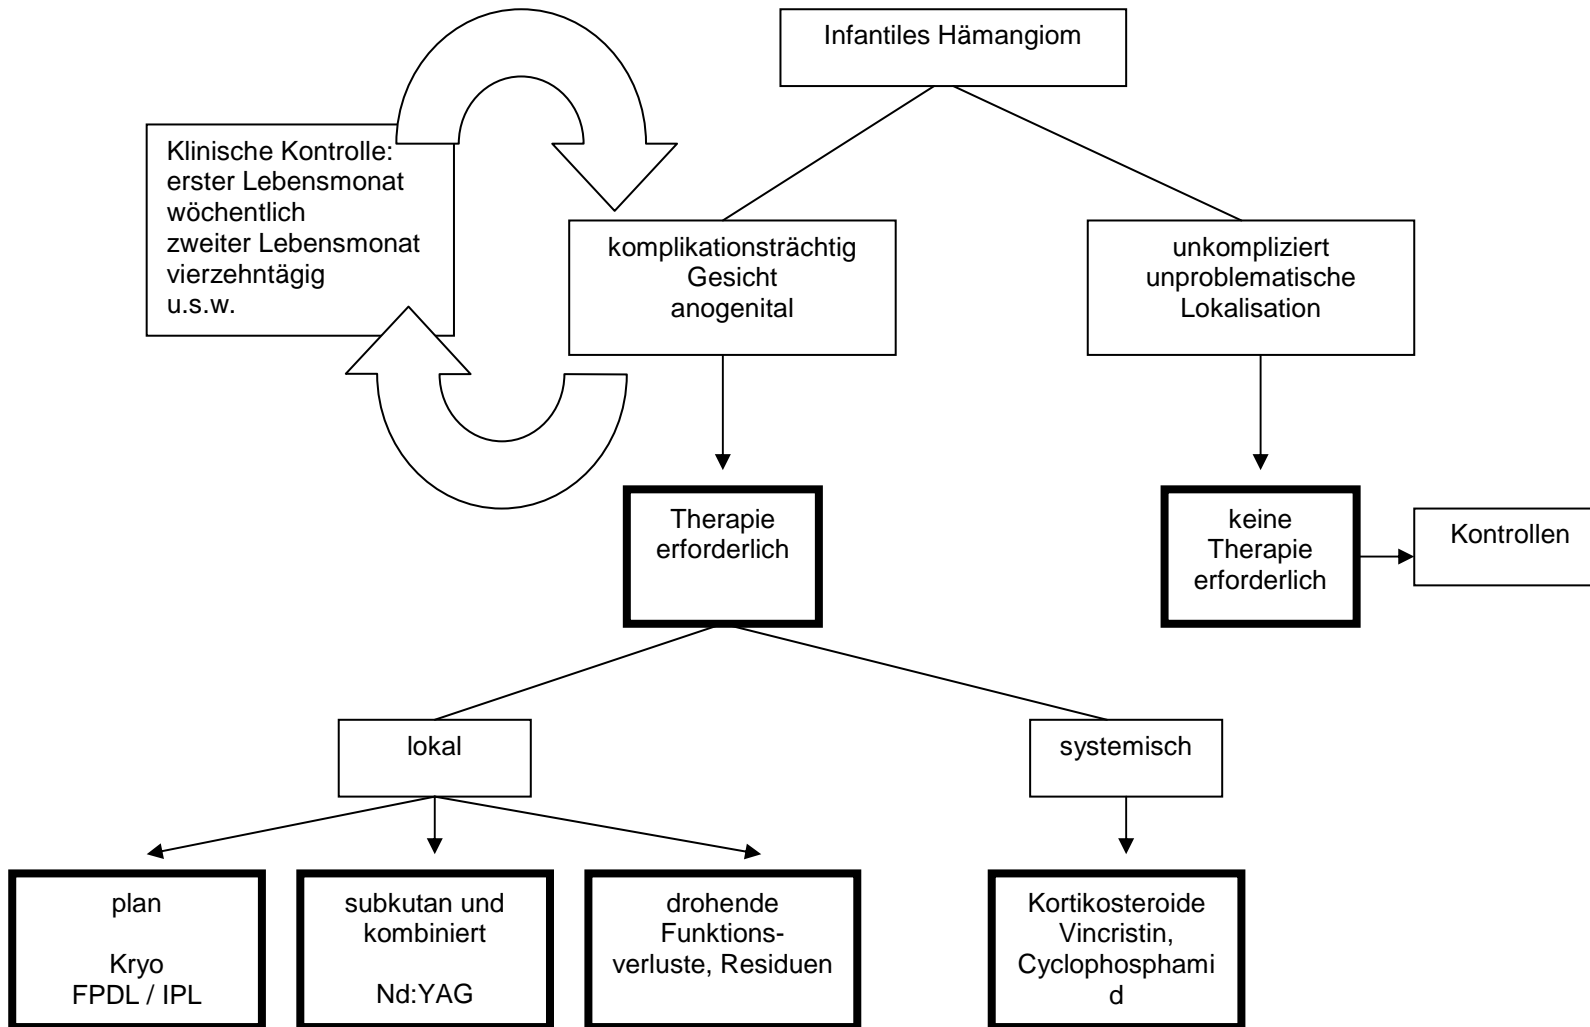 Infantiles Hämangiom
Klinische Kontrolle:
erster Lebensmonat
wöchentlich
zweiter Lebensmonat
vierzehntägig
u.s.w.
komplikationsträchtig
Gesicht
anogenital
unkompliziert
unproblematische
Lokalisation
Therapie
erforderlich
keine
Therapie
erforderlich
Kontrollen
lokal
systemisch
plan
Kryo
FPDL / IPL
subkutan und
kombiniert
Nd:YAG
drohende
Funktions-
verluste, Residuen
Kortikosteroide
Vincristin,
Cyclophosphami
d